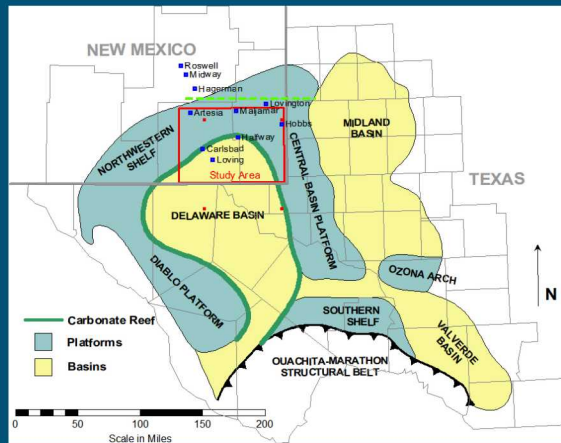 NEW MEXICO
Roswell
Midway
Hagerman
Lovington
Artesia
Maljamar
Hobbs
MIDLAND
BASIN
NORTHWESTERN
SHELF
Halfway
Carlsbad
Loving
Study Area
CENTRAL BASIN PLATFORM
TEXAS
DELAWARE BASIN
OZONA ARCH
DIABLO PLATFORM
N
Carbonate Reef
Platforms
Basins
SOUTHERN
SHELF
VALVERDE
BASIN
OUACHITA-MARATHON
STRUCTURAL BELT
0 50 100 150 200
Scale in Miles